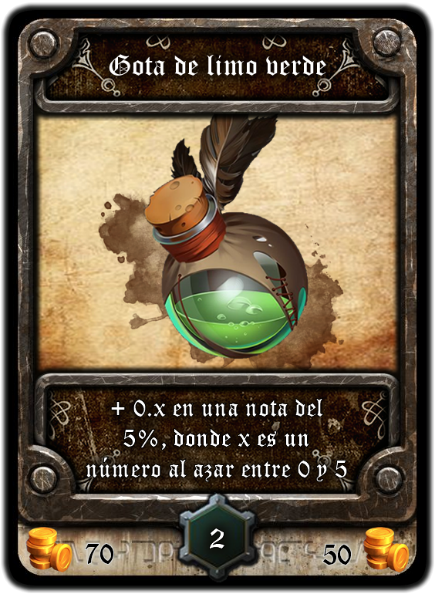 Gota de limo verde
+ 0.x en una nota del
5%, donde x es un
número al azar entre 0 y 5
70
2
50